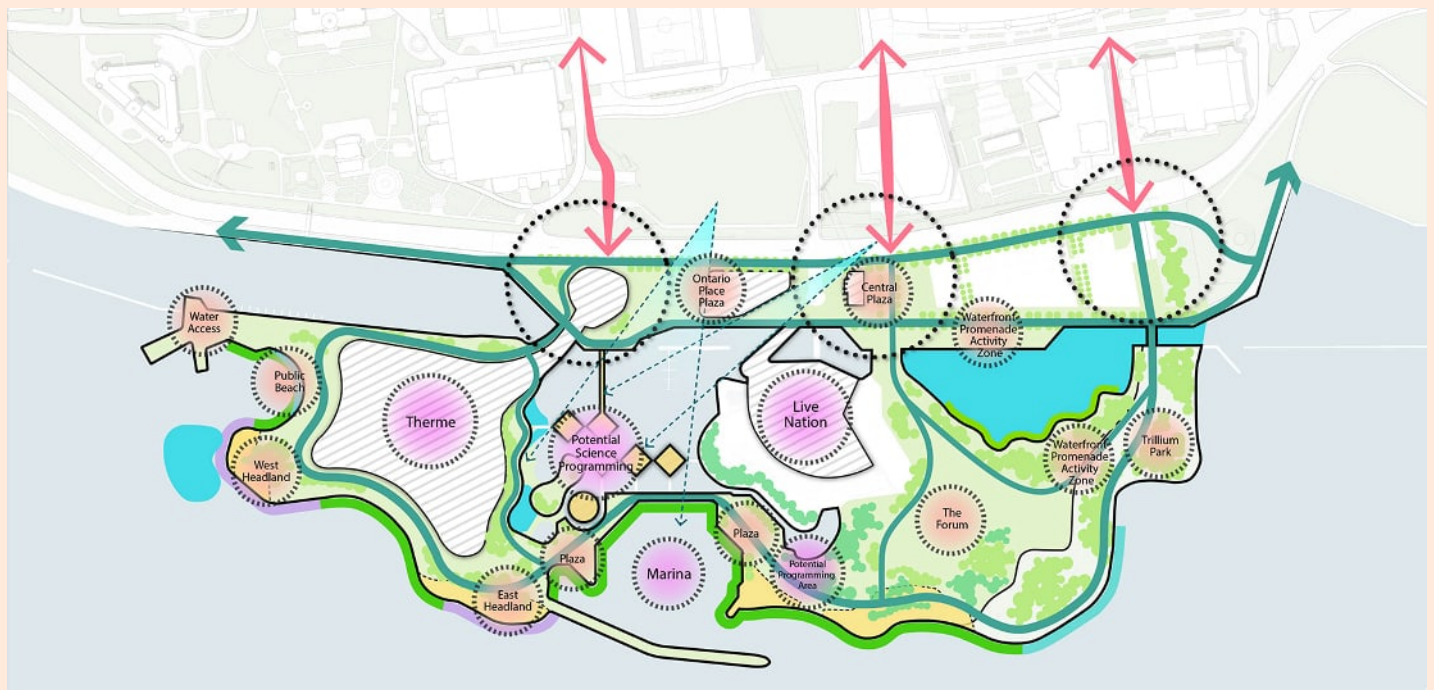 Ontario
Place
Plaza
Central
Plaza
Water
Access
Waterfront
Promenade
Activity
Zone
Public
Beach
Therme
Live
Nation
Potential
Science
Programming
West
Headland
Waterfront
Promenade
Activity
Zone
Trillium
Park
The
Forum
Plaza
Plaza
Marina
Potential
Programming
Area
East
Headland